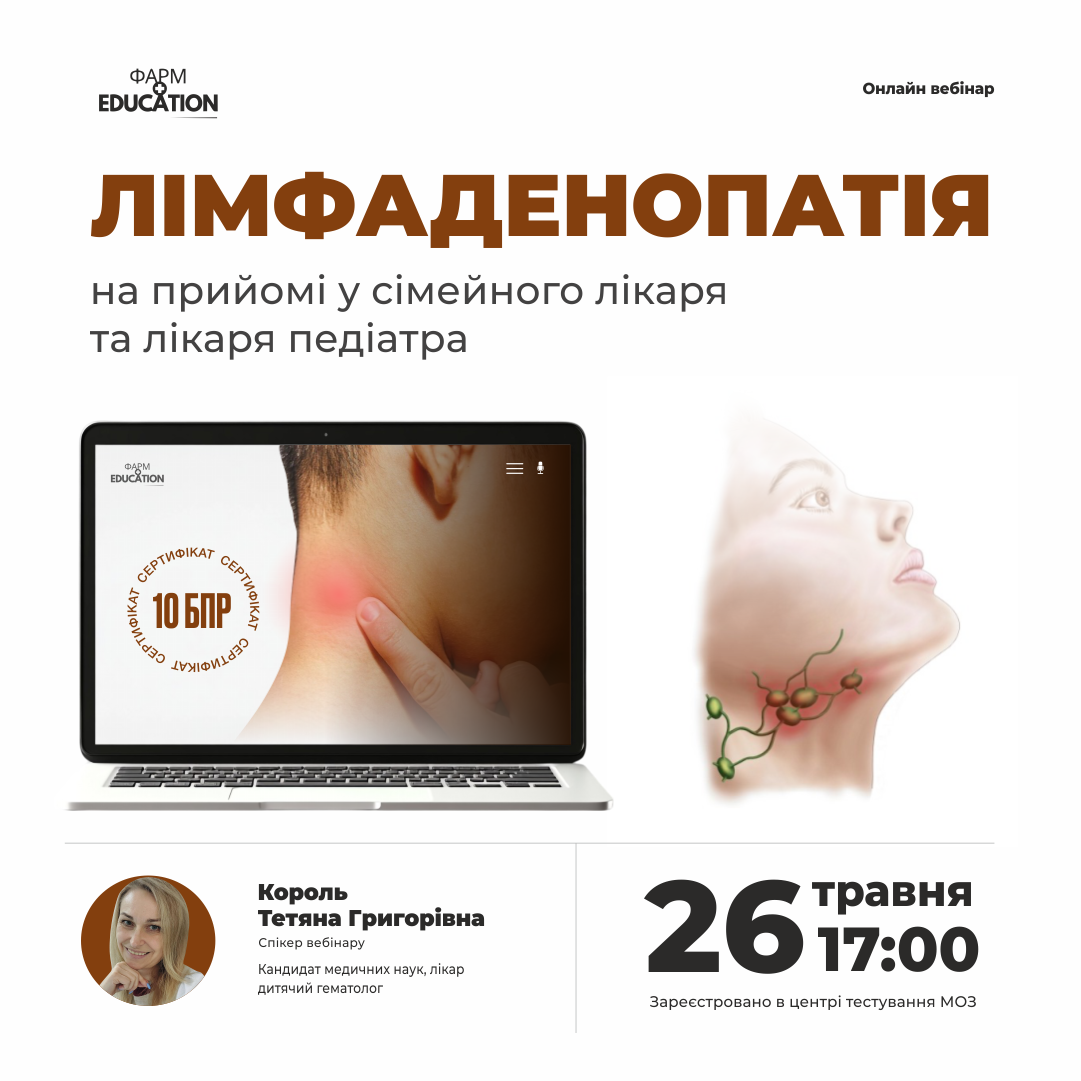 ФАРМ
EDUCATION
Онлайн вебінар
ЛІМФАДЕНОПАТІЯ
на прийомі у сімейного лікаря
та лікаря педіатра
ФАРМ
EDUCATION
СЕРТИФІКАТ СЕРТИФІКАТ СЕРТИФІКАТ СЕРТИФІКАТ
10 БПР
Король
Тетяна Григорівна
Спікер вебінару
Кандидат медичних наук, лікар
дитячий гематолог
26 травня
17:00
Зареєстровано в центрі тестування МОЗ